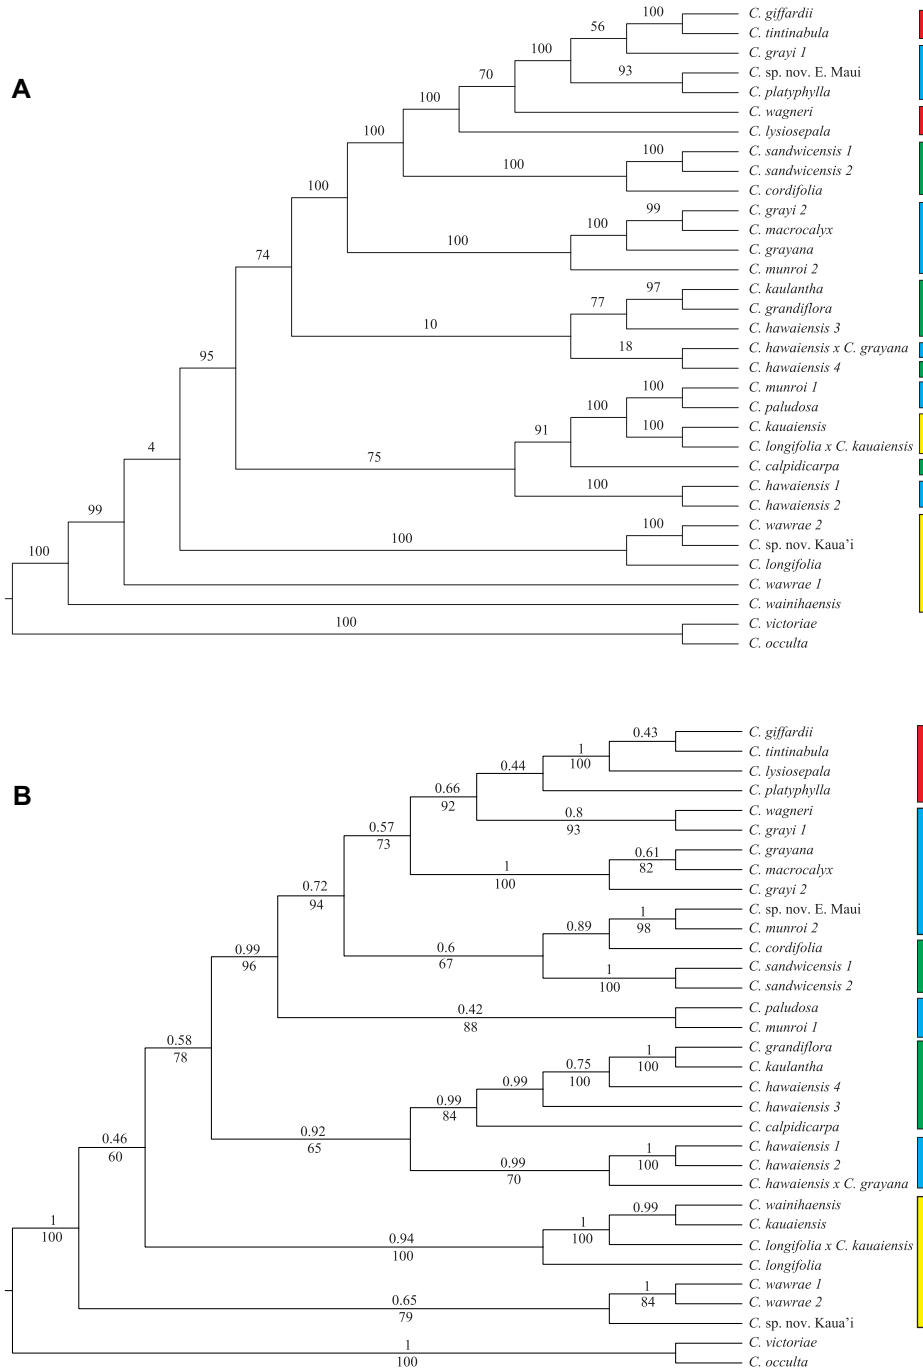 A
100
C. giffardii
56
C. tintinabula
100
C. grayi 1
70
93
C. sp. nov. E. Maui
C. platyphylla
100
C. wagneri
100
C. lysiosepala
100
100
C. sandwicensis 1
C. sandwicensis 2
100
C. cordifolia
74
99
C. grayi 2
100
C. macrocalyx
100
C. grayana
C. munroi 2
97
C. kaulantha
77
C. grandiflora
10
C. hawaiensis 3
95
18
C. hawaiensis x C. grayana
C. hawaiensis 4
100
C. munroi 1
100
C. paludosa
91
100
C. kauaiensis
4
75
C. longifolia x C. kauaiensis
C. calpidicarpa
100
C. hawaiensis 1
C. hawaiensis 2
99
100
C. wawrae 2
100
100
C. sp. nov. Kaua'i
C. longifolia
C. wawrae 1
C. wainihaensis
100
C. victoriae
C. occulta
B
0.43
C. giffardii
1
100
C. tintinabula
0.44
C. lysiosepala
0.66
92
C. platyphylla
0.8
93
C. wagneri
C. grayi 1
0.57
73
0.61
82
C. grayana
1
100
C. macrocalyx
C. grayi 2
0.72
94
1
98
C. sp. nov. E. Maui
0.89
C. munroi 2
0.6
67
C. cordifolia
0.99
96
1
100
C. sandwicensis 1
C. sandwicensis 2
0.42
88
C. paludosa
C. munroi 1
0.58
78
1
100
C. grandiflora
0.75
100
C. kaulantha
0.99
C. hawaiensis 4
0.99
84
C. hawaiensis 3
C. calpidicarpa
0.46
60
0.92
65
1
100
C. hawaiensis 1
0.99
70
C. hawaiensis 2
C. hawaiensis x C. grayana
0.99
C. wainihaensis
1
100
1
100
C. kauaiensis
0.94
100
C. longifolia x C. kauaiensis
C. longifolia
1
84
C. wawrae 1
0.65
79
C. wawrae 2
C. sp. nov. Kaua'i
1
100
C. victoriae
C. occulta